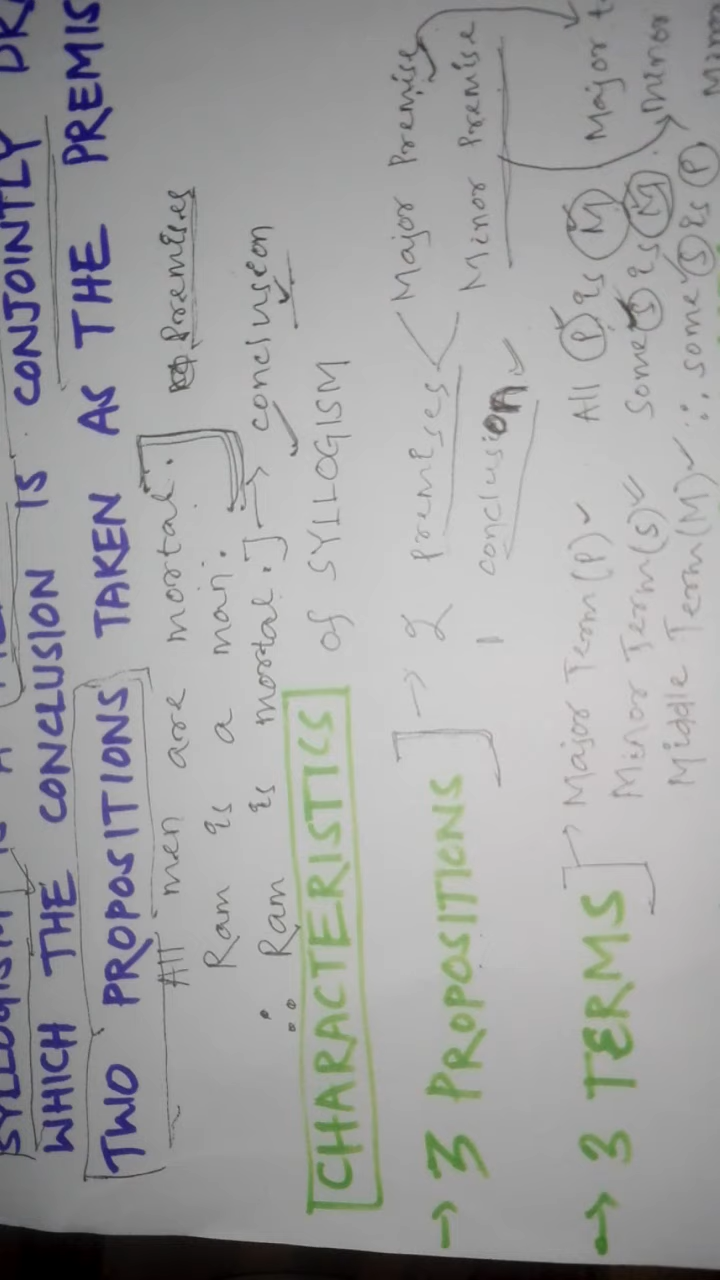 SYLLOGISM IS A
WHICH THE CONCLUSION IS CONJOINTLY
TWO PROPOSITIONS TAKEN AS THE PREMIS
All men are mortal. Premises
Ram is a man.
∴ Ram is mortal. ] → conclusion
CHARACTERISTICS of SYLLOGISM
→ 3 PROPOSITIONS ] → 2 Premises < Major Premise
Minor Premise
1 conclusion
→ 3 TERMS ] → Major Term (P) All P is M Major t
Minor Term (S) Some S is M. Minor
Middle Term (M) ∴ some S is P